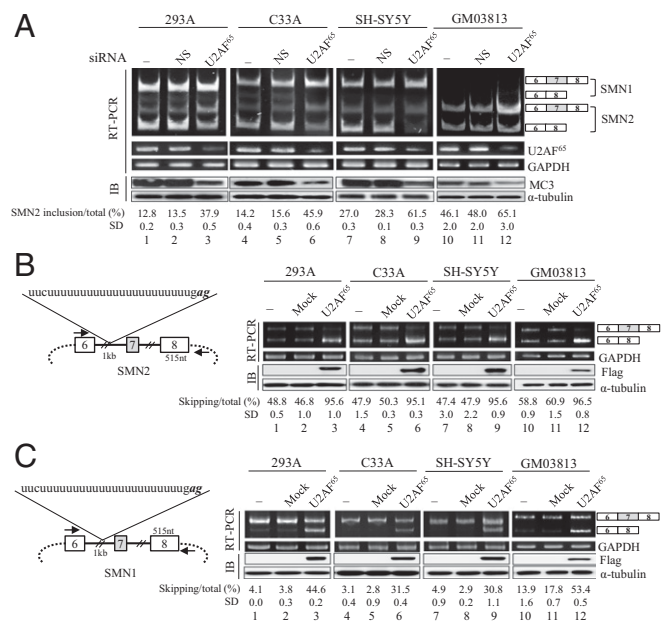 A
293A C33A SH-SY5Y GM03813
siRNA – NS U2AF65 – NS U2AF65 – NS U2AF65 – NS U2AF65
RT-PCR
6 7 8
6 8
SMN1
6 7 8
6 8
SMN2
U2AF65
GAPDH
IB
MC3
α-tubulin
SMN2 inclusion/total (%) 12.8 13.5 37.9 14.2 15.6 45.9 27.0 28.3 61.5 46.1 48.0 65.1
SD 0.2 0.3 0.5 0.4 0.3 0.6 0.3 0.1 0.3 2.0 2.0 3.0
1 2 3 4 5 6 7 8 9 10 11 12
B
uucuuuuuuuuuuuuuuuuuuuuuugag
6 7 8
1kb 515nt
SMN2
293A C33A SH-SY5Y GM03813
– Mock U2AF65 – Mock U2AF65 – Mock U2AF65 – Mock U2AF65
RT-PCR
6 7 8
6 8
GAPDH
IB
Flag
α-tubulin
Skipping/total (%) 48.8 46.8 95.6 47.9 50.3 95.1 47.4 47.9 95.6 58.8 60.9 96.5
SD 0.5 1.0 1.0 1.5 0.3 0.3 3.0 2.2 0.9 0.9 1.5 0.8
1 2 3 4 5 6 7 8 9 10 11 12
C
uuuuuuuuuuuuuuuuuuuuuuuugag
515nt
6 7 8
1kb
SMN1
293A C33A SH-SY5Y GM03813
– Mock U2AF65 – Mock U2AF65 – Mock U2AF65 – Mock U2AF65
RT-PCR
6 7 8
6 8
GAPDH
IB
Flag
α-tubulin
Skipping/total (%) 4.1 3.8 44.6 3.1 2.8 31.5 4.9 2.9 30.8 13.9 17.8 53.4
SD 0.0 0.3 0.2 0.4 0.9 0.4 0.9 0.2 1.1 1.6 0.7 0.5
1 2 3 4 5 6 7 8 9 10 11 12